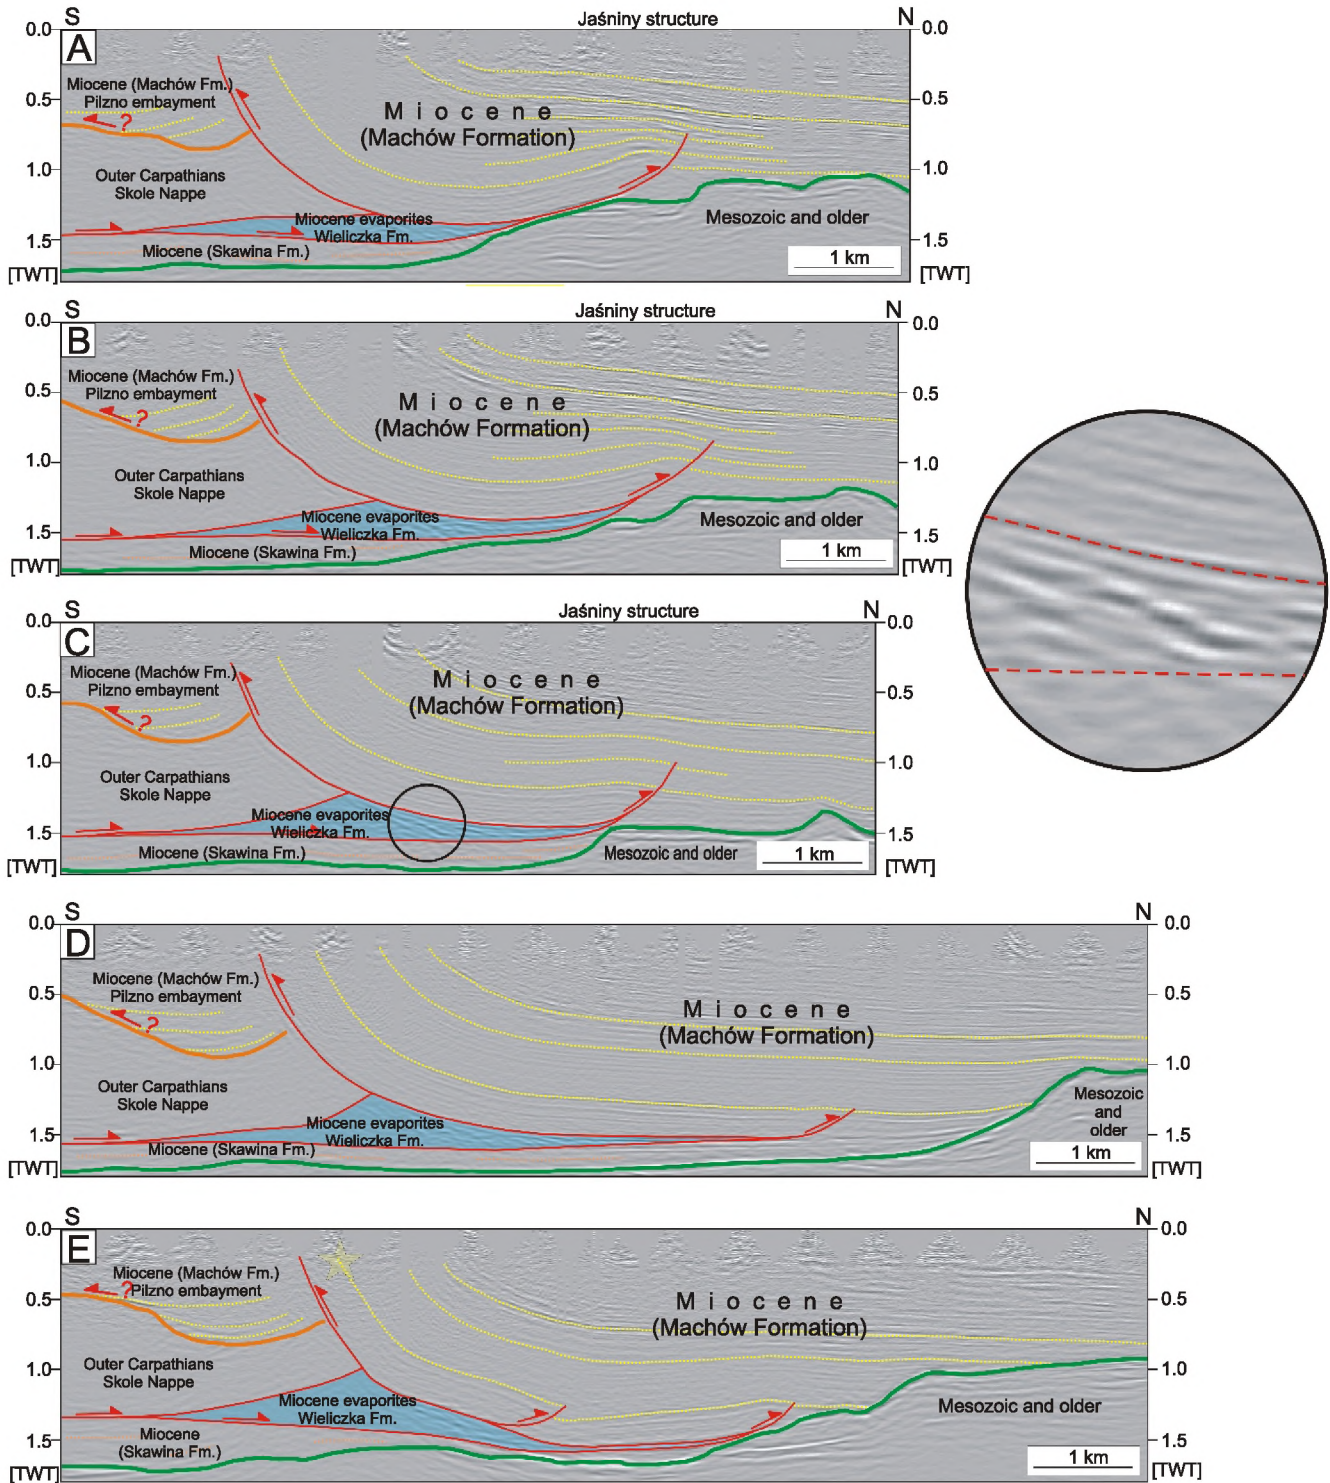 S
Jaśniny structure
N
A
0.0
0.0
Miocene (Machów Fm.)
Pilzno embayment
0.5
0.5
?
Miocene
(Machów Formation)
1.0
1.0
Outer Carpathians
Skole Nappe
Miocene evaporites
Wieliczka Fm.
Mesozoic and older
1.5
1.5
Miocene (Skawina Fm.)
1 km
[TWT]
[TWT]
S
Jaśniny structure
N
B
0.0
0.0
Miocene (Machów Fm.)
Pilzno embayment
0.5
0.5
?
Miocene
(Machów Formation)
1.0
1.0
Outer Carpathians
Skole Nappe
Miocene evaporites
Wieliczka Fm.
Mesozoic and older
1.5
1.5
Miocene (Skawina Fm.)
1 km
[TWT]
[TWT]
S
Jaśniny structure
N
C
0.0
0.0
Miocene (Machów Fm.)
Pilzno embayment
0.5
0.5
?
Miocene
(Machów Formation)
1.0
1.0
Outer Carpathians
Skole Nappe
Miocene evaporites
Wieliczka Fm.
1.5
1.5
Miocene (Skawina Fm.)
Mesozoic and older
1 km
[TWT]
[TWT]
S
N
D
0.0
0.0
Miocene (Machów Fm.)
Pilzno embayment
0.5
0.5
?
Miocene
(Machów Formation)
1.0
1.0
Outer Carpathians
Skole Nappe
Mesozoic
and
older
Miocene evaporites
Wieliczka Fm.
1.5
1.5
Miocene (Skawina Fm.)
1 km
[TWT]
[TWT]
S
N
E
0.0
0.0
Miocene (Machów Fm.)
?Pilzno embayment
0.5
0.5
Miocene
(Machów Formation)
1.0
1.0
Outer Carpathians
Skole Nappe
Miocene evaporites
Wieliczka Fm.
Mesozoic and older
1.5
1.5
Miocene
(Skawina Fm.)
1 km
[TWT]
[TWT]